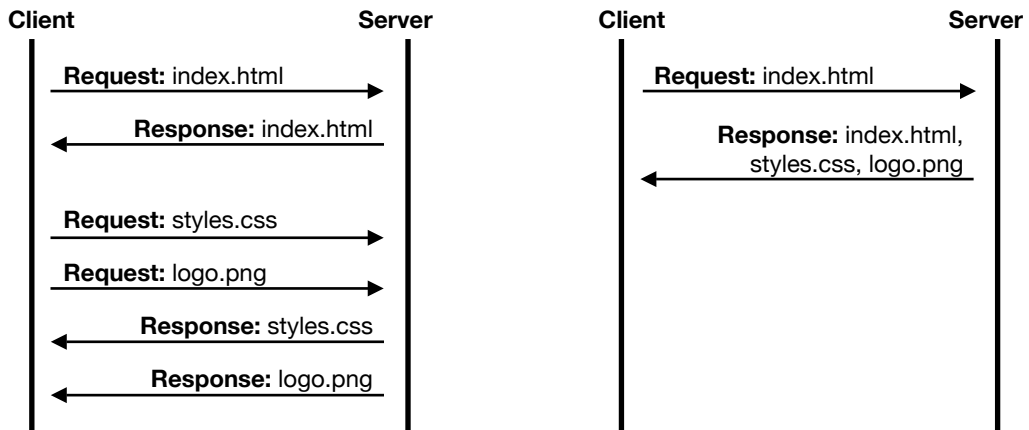 Client
Server
Request: index.html
Response: index.html
Request: styles.css
Request: logo.png
Response: styles.css
Response: logo.png
Client
Server
Request: index.html
Response: index.html,
styles.css, logo.png